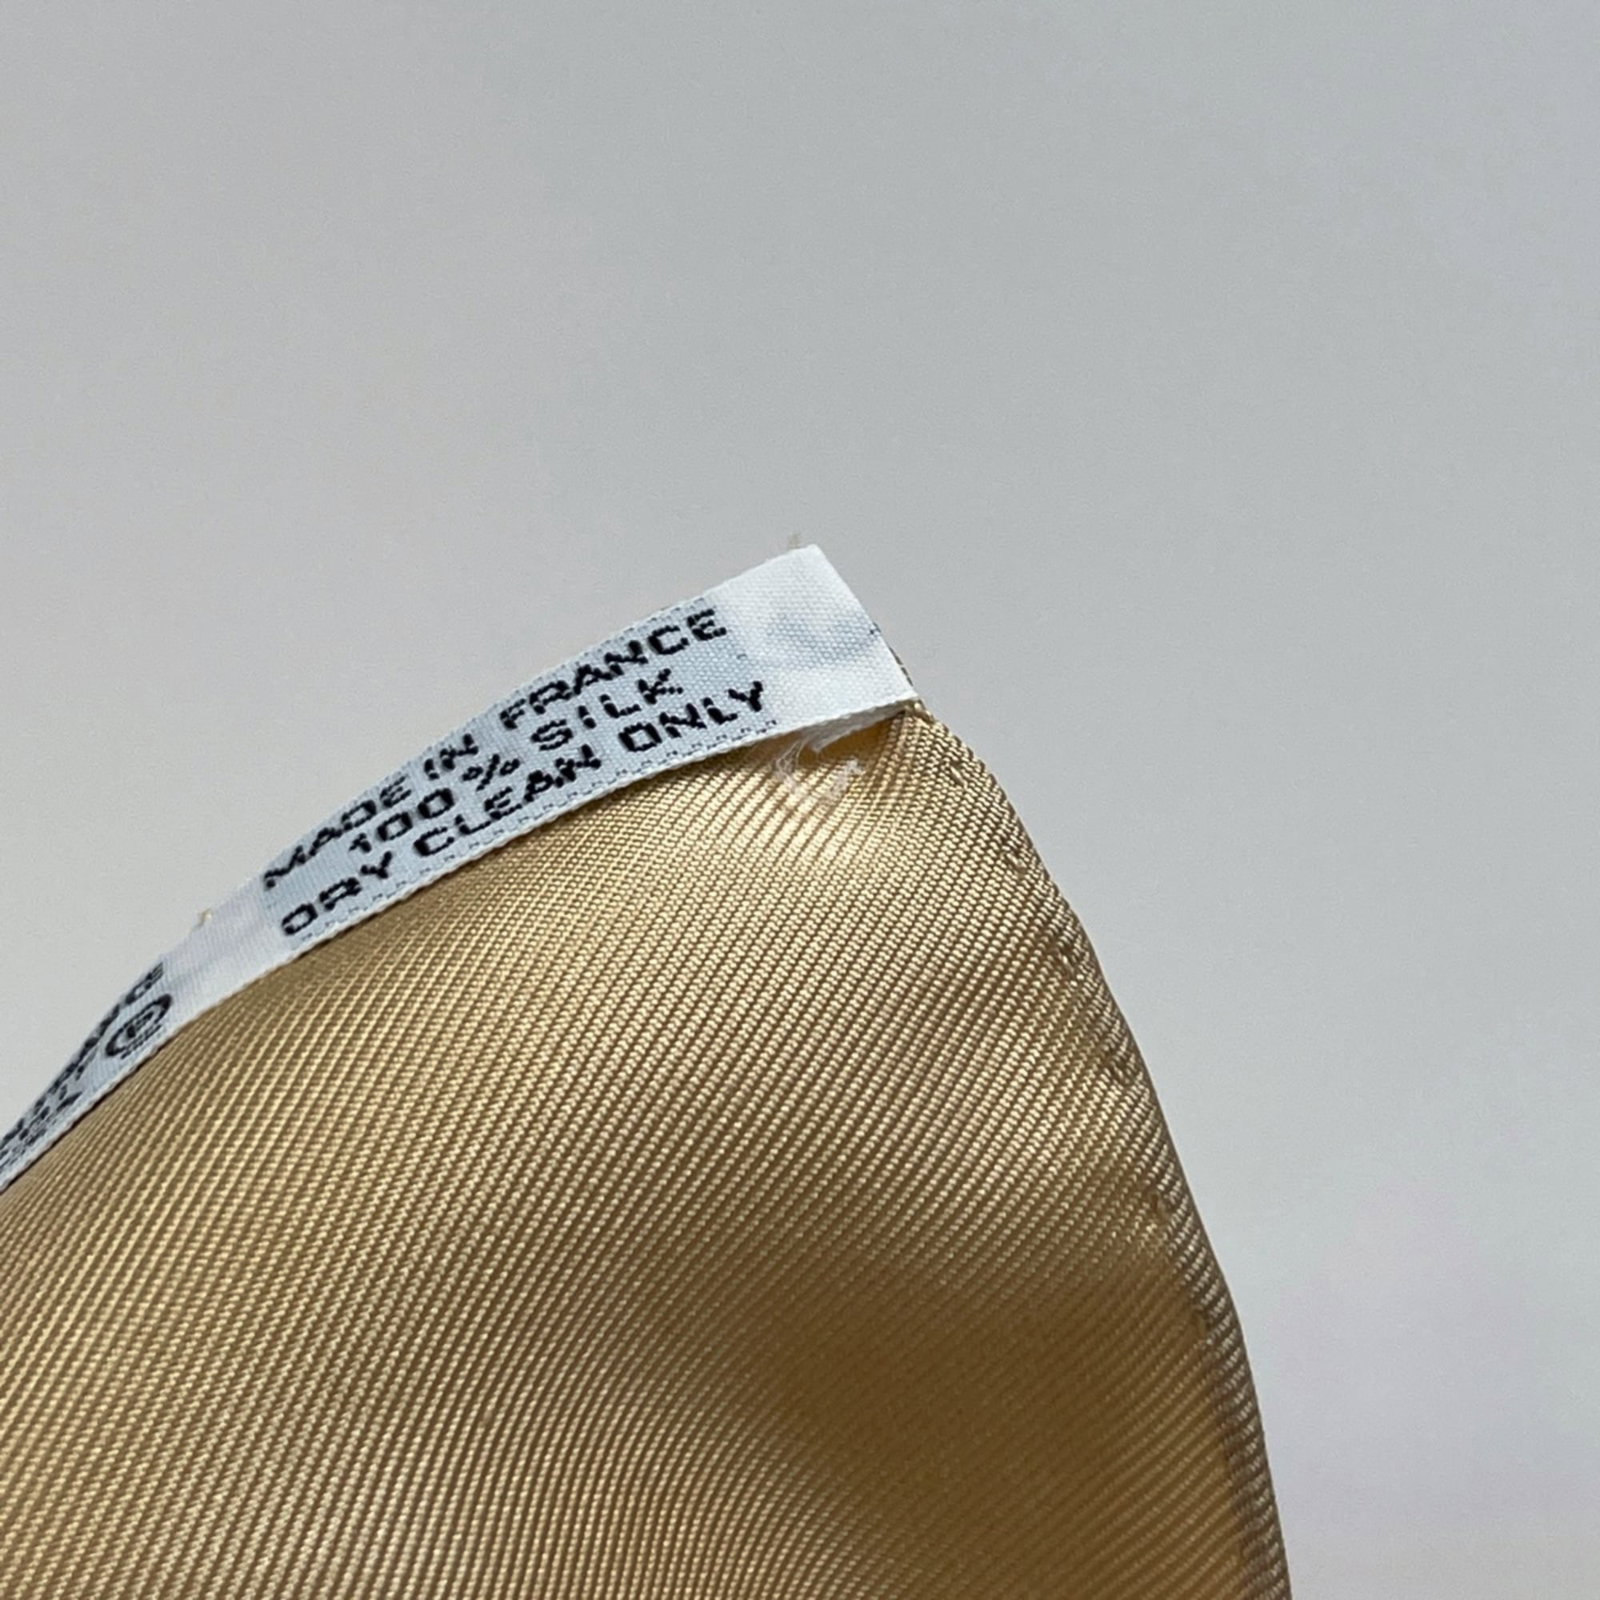 MADE IN FRANCE
100% SILK
DRY CLEAN ONLY
Ⓟ